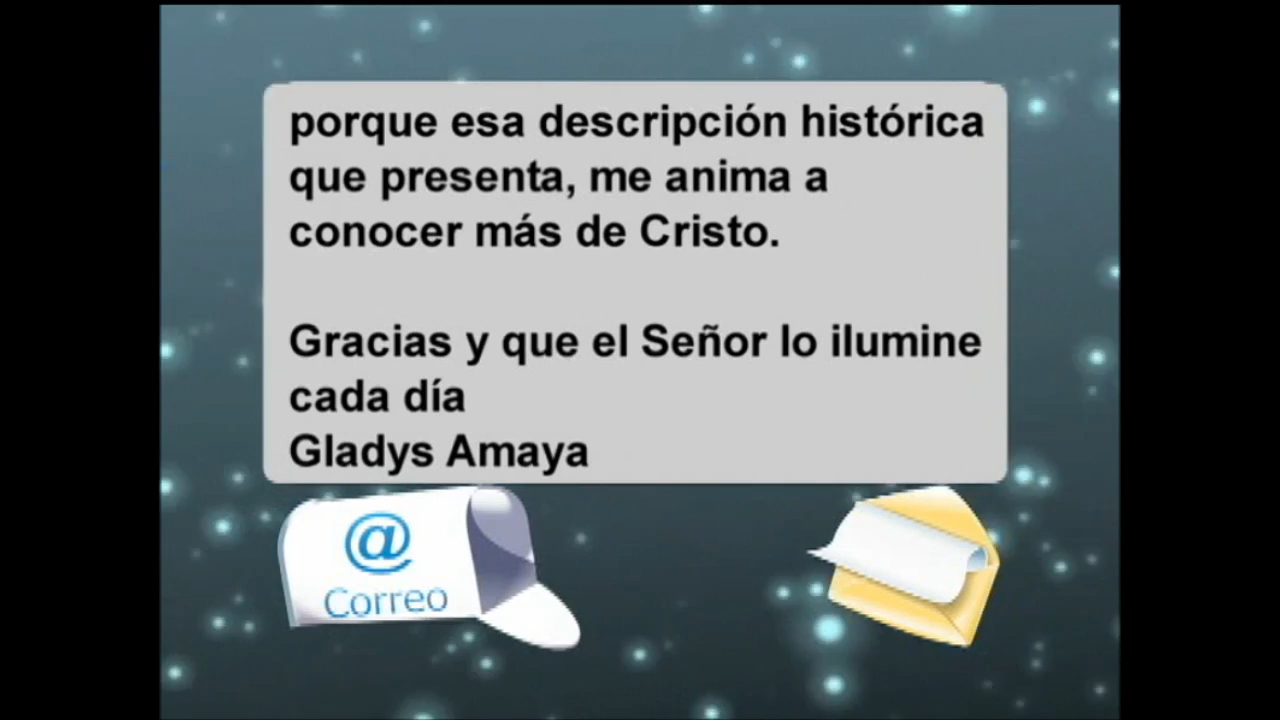 porque esa descripción histórica
que presenta, me anima a
conocer más de Cristo.
Gracias y que el Señor lo ilumine
cada día
Gladys Amaya
@
Correo